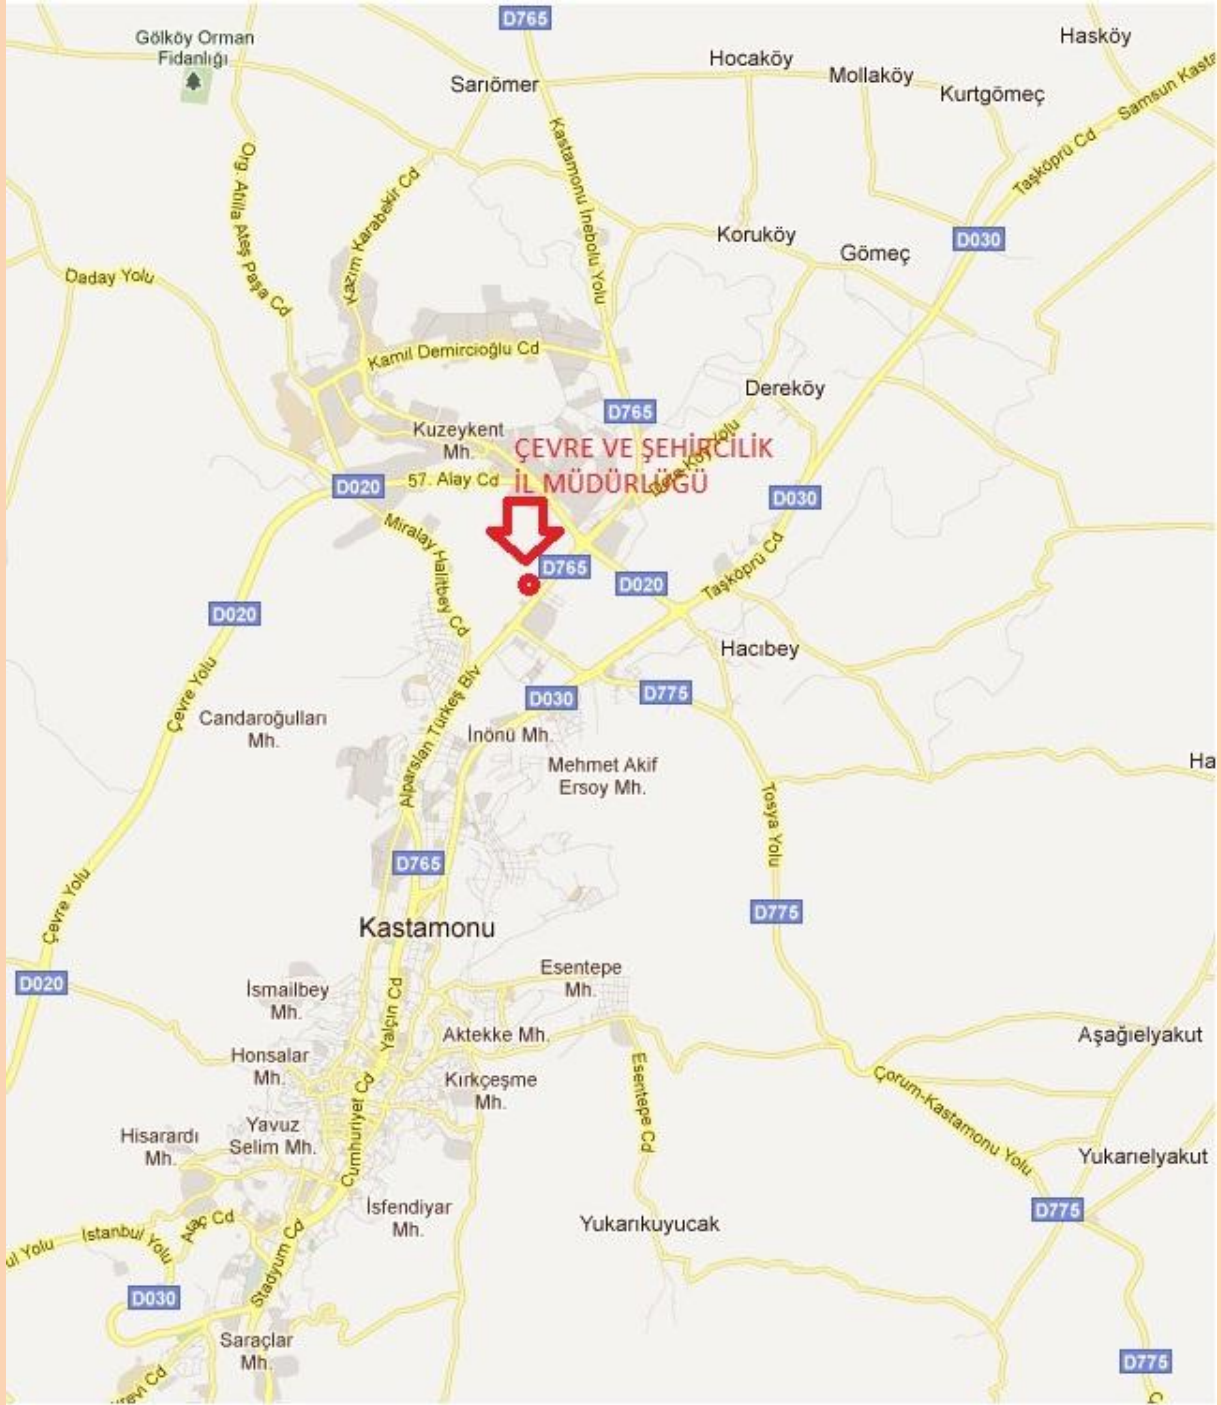 D765
Gölköy Orman
Fidanlığı
Hasköy
Hocaköy
Sarıömer
Mollaköy
Kurtgömeç
Samsun Kasta
Taşköprü Cd
Kastamonu İnebolu Yolu
Org. Atilla Ateş Paşa Cd
Kazım Karabekir Cd
Koruköy
D030
Gömeç
Daday Yolu
Kamil Demircioğlu Cd
Dereköy
D765
Kuzeykent
Mh.
ÇEVRE VE ŞEHİRCİLİK
İL MÜDÜRLÜĞÜ
57. Alay Cd
D020
D030
Miralay Halitbey Cd
D765
Taşköprü Cd
D020
D020
Hacıbey
Çevre Yolu
Alparslan Türkeş Blv
D030
D775
Candaroğulları
Mh.
İnönü Mh.
Mehmet Akif
Ersoy Mh.
Ha
Tosya Yolu
D765
Çevre Yolu
D775
Kastamonu
Esentepe
Mh.
D020
İsmailbey
Mh.
Yalçın Cd
Aktekke Mh.
Aşağıelyakut
Honsalar
Mh.
Kırkçeşme
Mh.
Esentepe Cd
Çorum-Kastamonu Yolu
Cumhuriyet Cd
Yavuz
Selim Mh.
Hisarardı
Mh.
Yukarıelyakut
İsfendiyar
Mh.
D775
Yukarıkuyucak
Alaç Cd
İstanbul Yolu
ul Yolu
Stadyum Cd
D030
Saraçlar
Mh.
D775
revi Cd
Ç